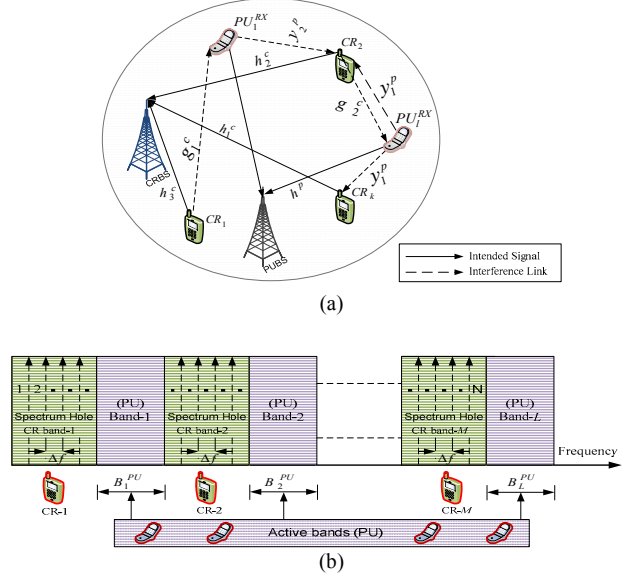 PU_1^RX
y_2^p
CR_2
h_2^c
y_1^p
g_2^c
PU_l^RX
g_1^c
h_1^c
y_l^p
CRBS
h_3^c
h^p
CR_k
CR_1
PUBS
Intended Signal
Interference Link
(a)
1 2
N
(PU)
Band-1
(PU)
Band-2
(PU)
Band-L
Spectrum Hole
CR band-1
Spectrum Hole
CR band-2
Spectrum Hole
CR band-M
Δf
Δf
Δf
Frequency
CR-1
B_1^PU
CR-2
B_2^PU
CR-M
B_L^PU
Active bands (PU)
(b)